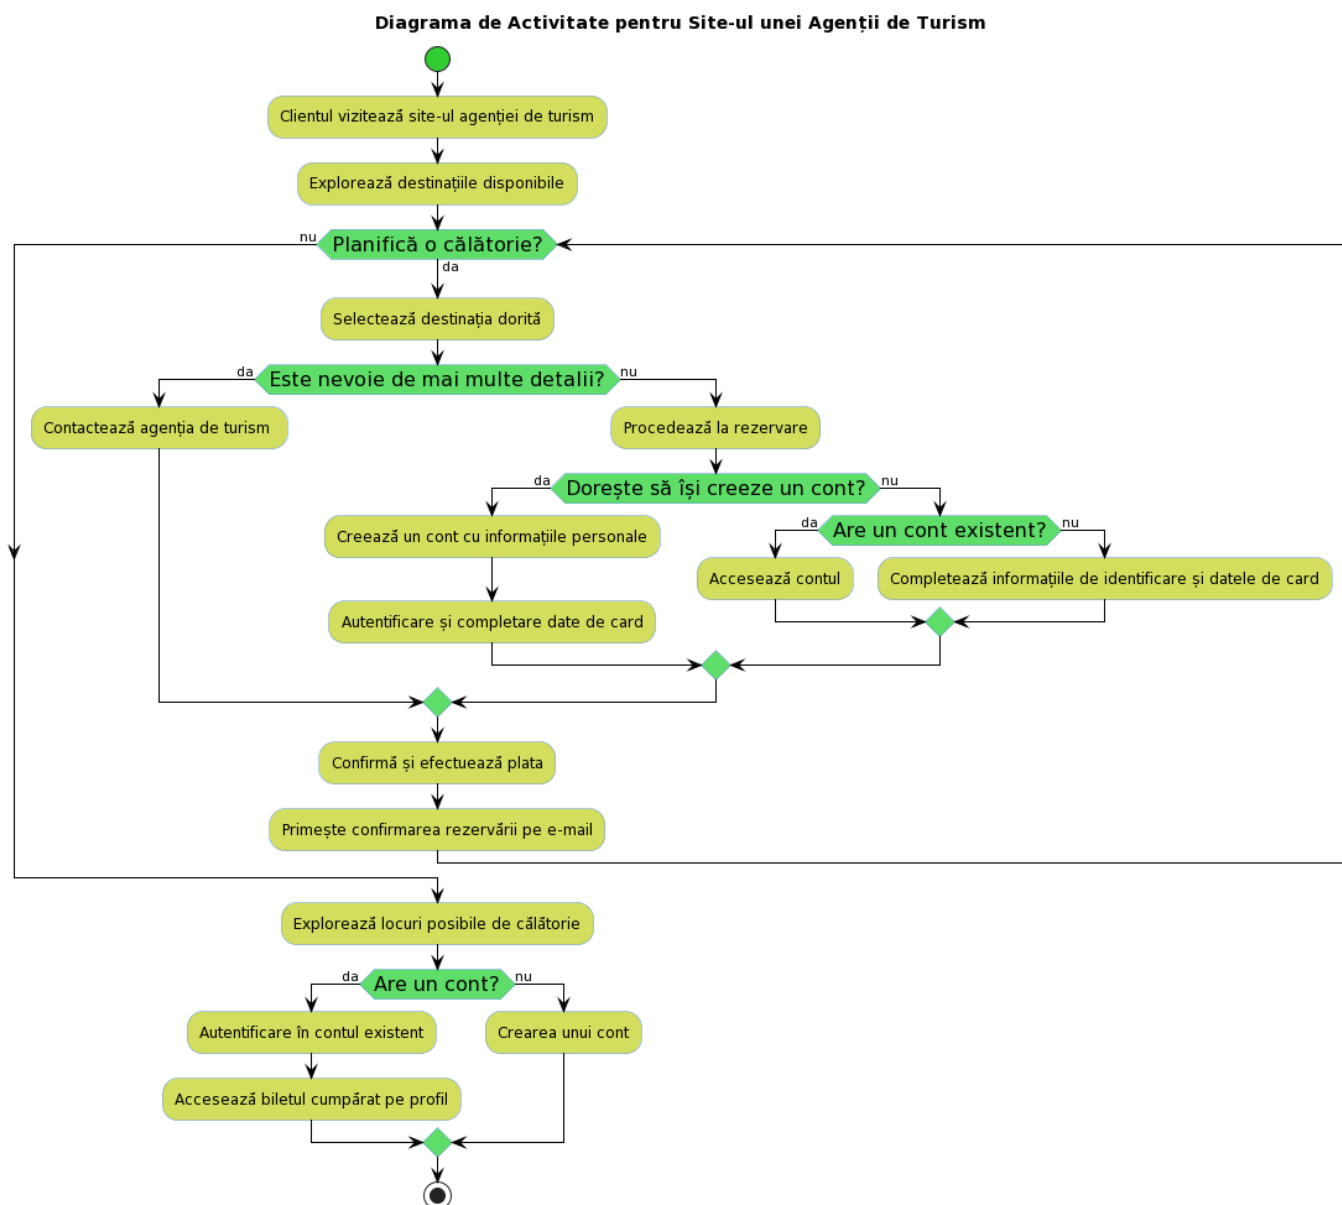 Diagrama de Activitate pentru Site-ul unei Agenții de Turism
Clientul vizitează site-ul agenției de turism
Explorează destinațiile disponibile
nu
Planifică o călătorie?
da
Selectează destinația dorită
da
Este nevoie de mai multe detalii?
nu
Contactează agenția de turism
Procedează la rezervare
da
Dorește să își creeze un cont?
nu
Creează un cont cu informațiile personale
da
Are un cont existent?
nu
Accesează contul
Completează informațiile de identificare și datele de card
Autentificare și completare date de card
Confirmă și efectuează plata
Primește confirmarea rezervării pe e-mail
Explorează locuri posibile de călătorie
da
Are un cont?
nu
Autentificare în contul existent
Crearea unui cont
Accesează biletul cumpărat pe profil